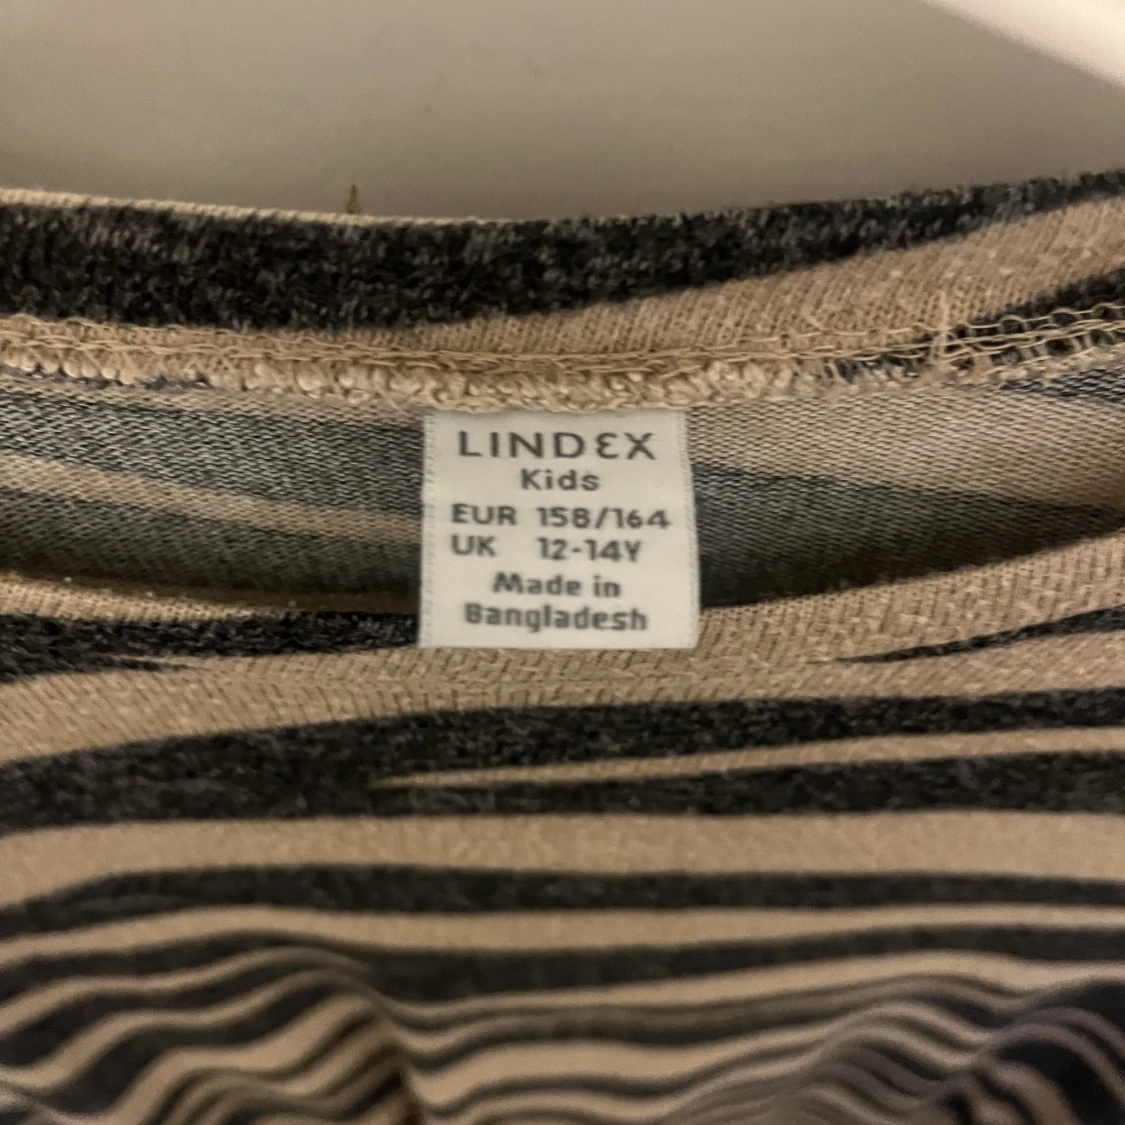 LINDEX
Kids
EUR 158/164
UK 12-14Y
Made in
Bangladesh